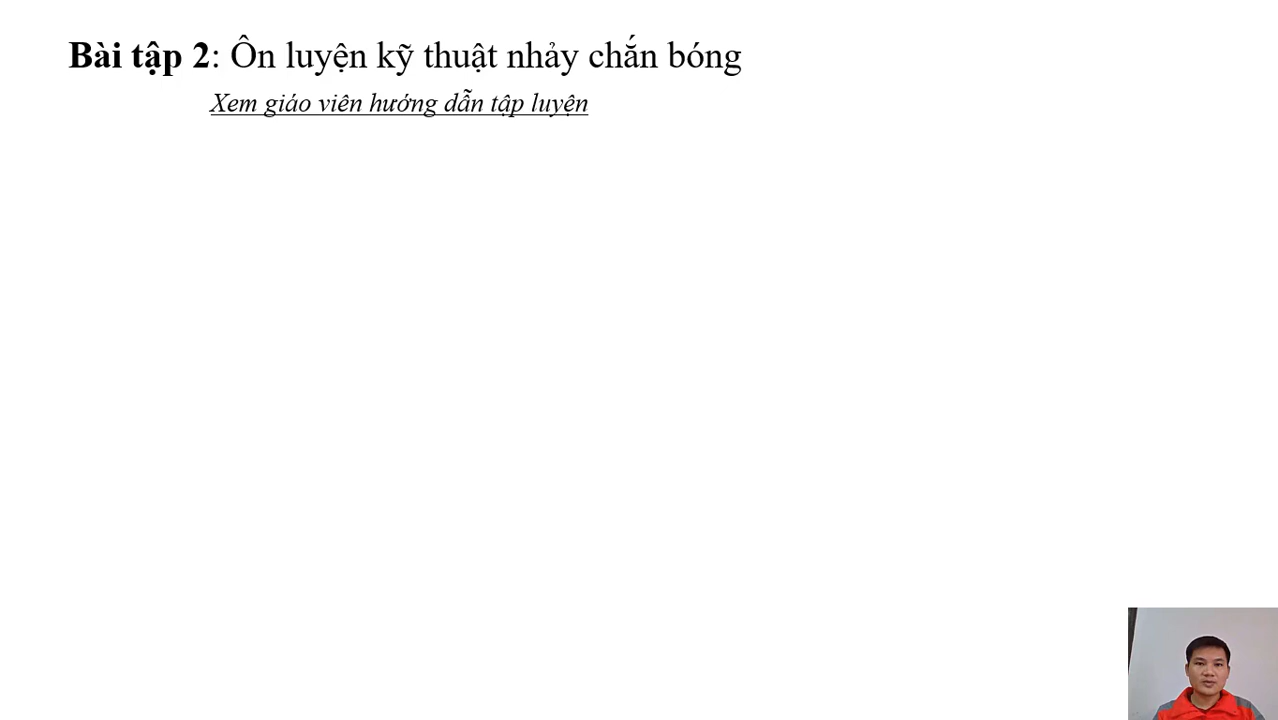 Bài tập 2: Ôn luyện kỹ thuật nhảy chắn bóng
Xem giáo viên hướng dẫn tập luyện